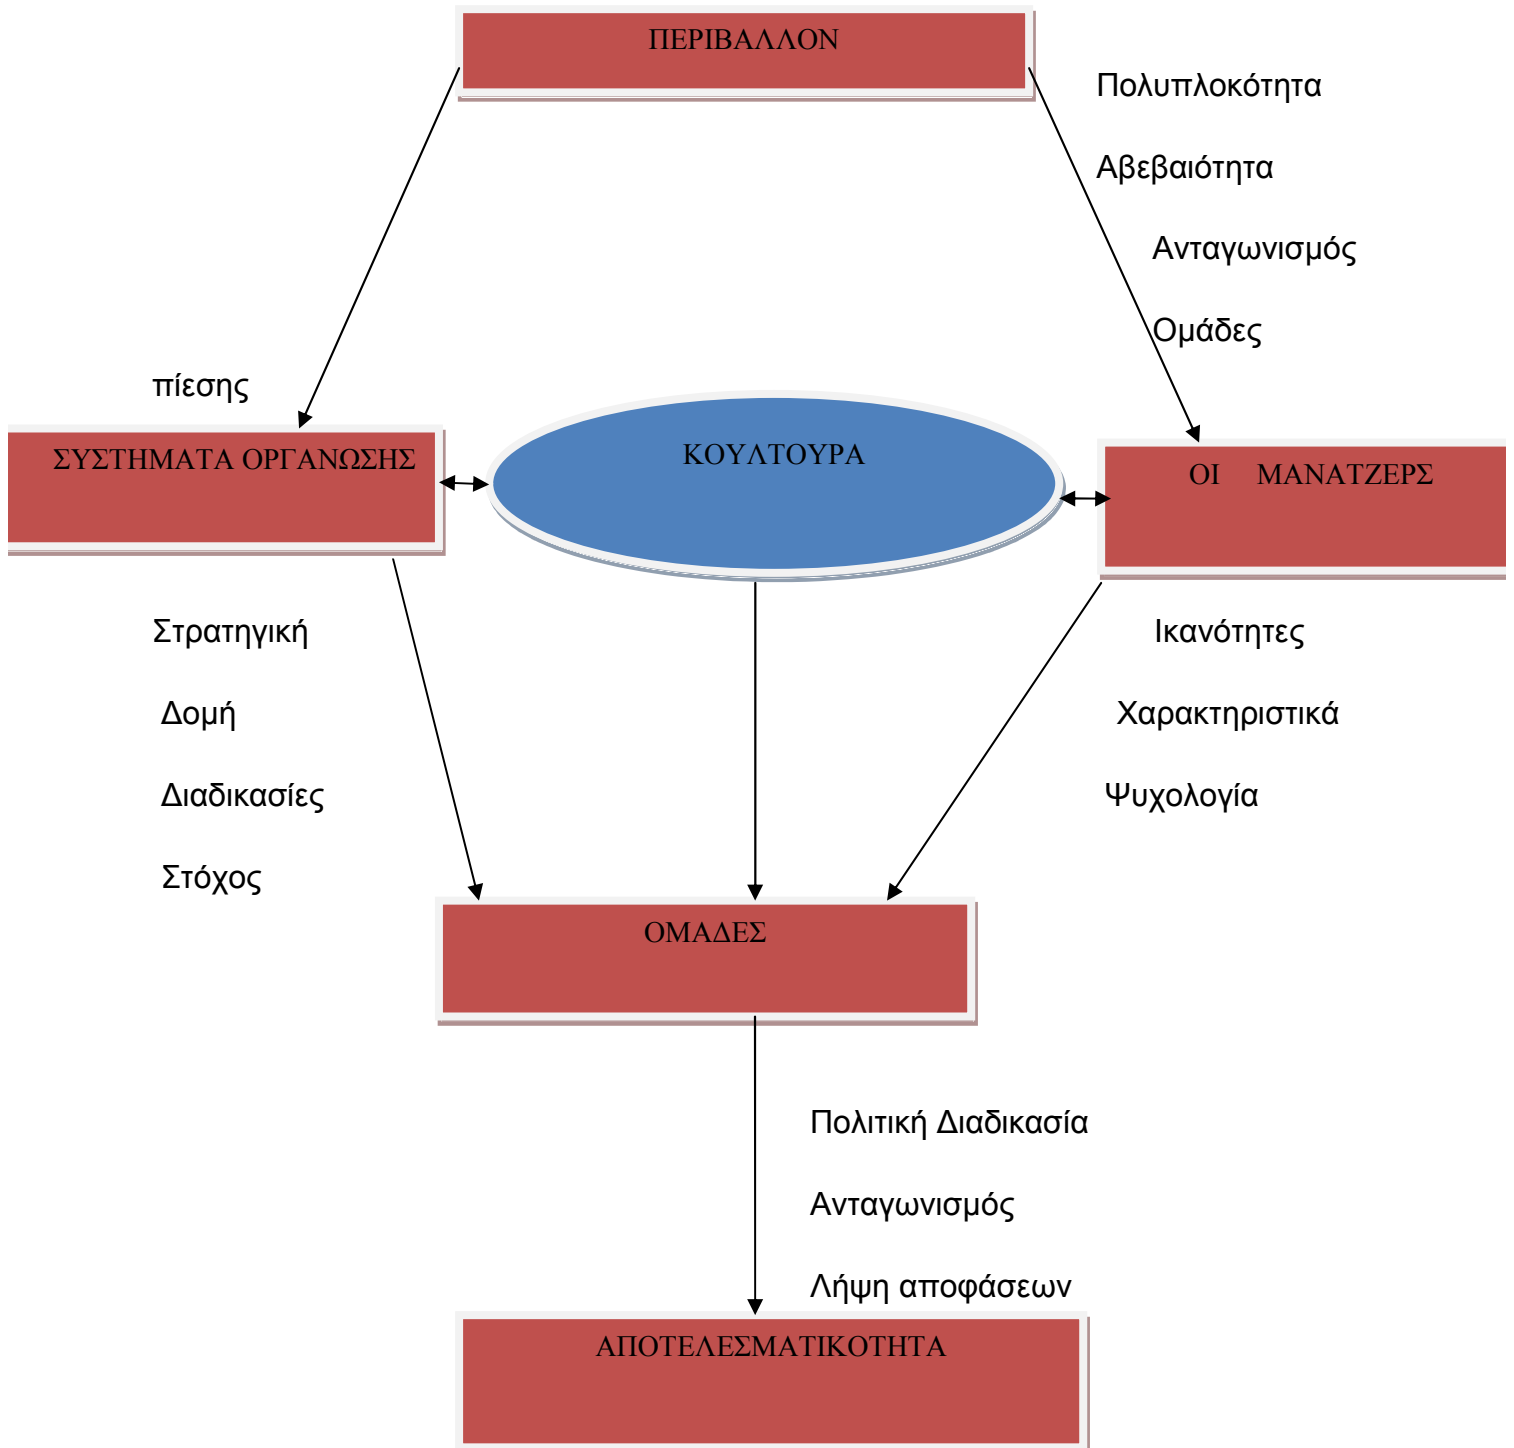 ΠΕΡΙΒΑΛΛΟΝ
Πολυπλοκότητα
Αβεβαιότητα
Ανταγωνισμός
Ομάδες
πίεσης
ΣΥΣΤΗΜΑΤΑ ΟΡΓΑΝΩΣΗΣ
ΚΟΥΛΤΟΥΡΑ
ΟΙ ΜΑΝΑΤΖΕΡΣ
Στρατηγική
Δομή
Διαδικασίες
Στόχος
Ικανότητες
Χαρακτηριστικά
Ψυχολογία
ΟΜΑΔΕΣ
Πολιτική Διαδικασία
Ανταγωνισμός
Λήψη αποφάσεων
ΑΠΟΤΕΛΕΣΜΑΤΙΚΟΤΗΤΑ